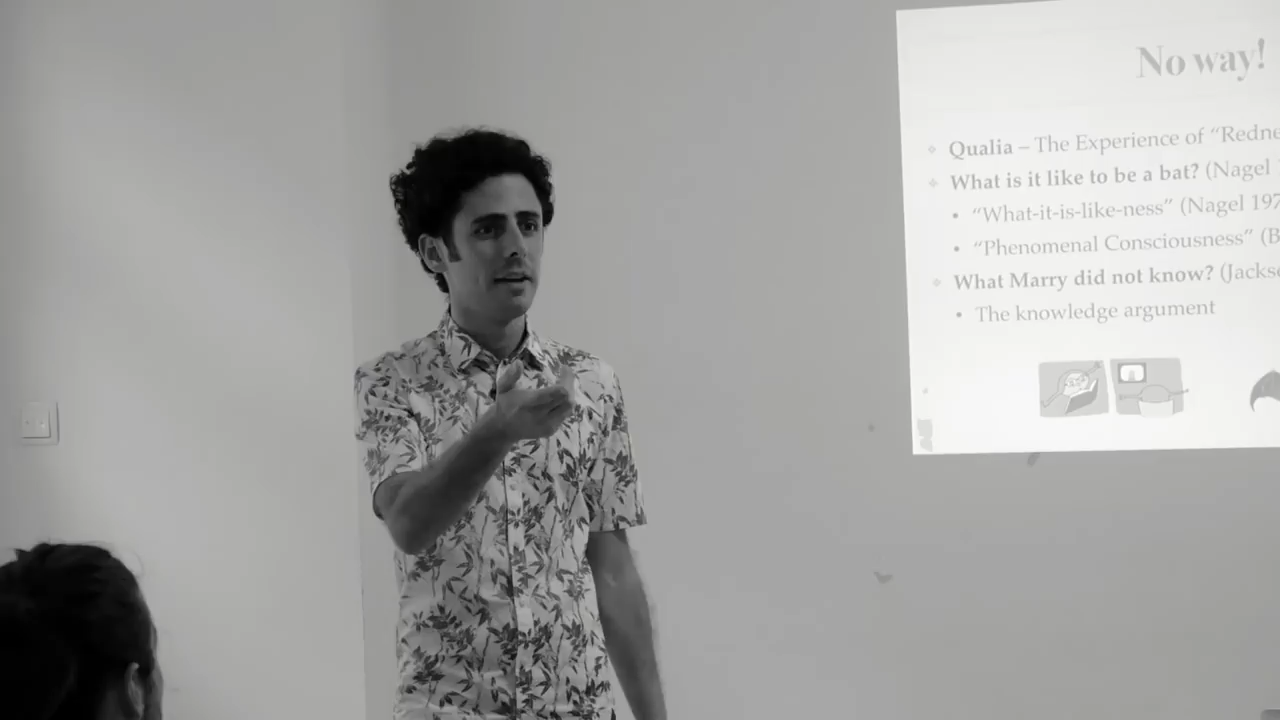 No way!
Qualia – The Experience of “Redne
What is it like to be a bat? (Nagel
“What-it-is-like-ness” (Nagel 197
“Phenomenal Consciousness” (B
What Marry did not know? (Jackso
The knowledge argument